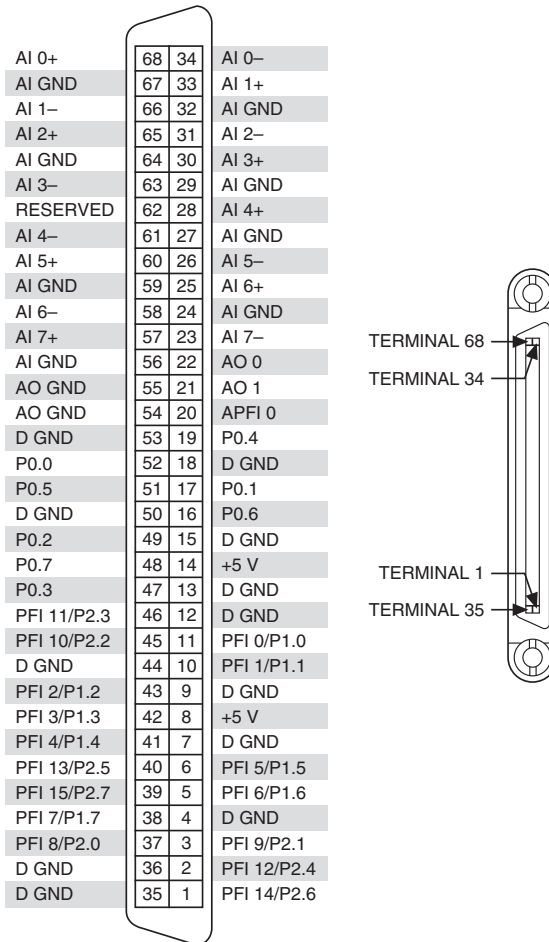 AI 0+ 68 34 AI 0–
AI GND 67 33 AI 1+
AI 1– 66 32 AI GND
AI 2+ 65 31 AI 2–
AI GND 64 30 AI 3+
AI 3– 63 29 AI GND
RESERVED 62 28 AI 4+
AI 4– 61 27 AI GND
AI 5+ 60 26 AI 5–
AI GND 59 25 AI 6+
AI 6– 58 24 AI GND
AI 7+ 57 23 AI 7–
AI GND 56 22 AO 0
AO GND 55 21 AO 1
AO GND 54 20 APFI 0
D GND 53 19 P0.4
P0.0 52 18 D GND
P0.5 51 17 P0.1
D GND 50 16 P0.6
P0.2 49 15 D GND
P0.7 48 14 +5 V
P0.3 47 13 D GND
PFI 11/P2.3 46 12 D GND
PFI 10/P2.2 45 11 PFI 0/P1.0
D GND 44 10 PFI 1/P1.1
PFI 2/P1.2 43 9 D GND
PFI 3/P1.3 42 8 +5 V
PFI 4/P1.4 41 7 D GND
PFI 13/P2.5 40 6 PFI 5/P1.5
PFI 15/P2.7 39 5 PFI 6/P1.6
PFI 7/P1.7 38 4 D GND
PFI 8/P2.0 37 3 PFI 9/P2.1
D GND 36 2 PFI 12/P2.4
D GND 35 1 PFI 14/P2.6
TERMINAL 68
TERMINAL 34
TERMINAL 1
TERMINAL 35